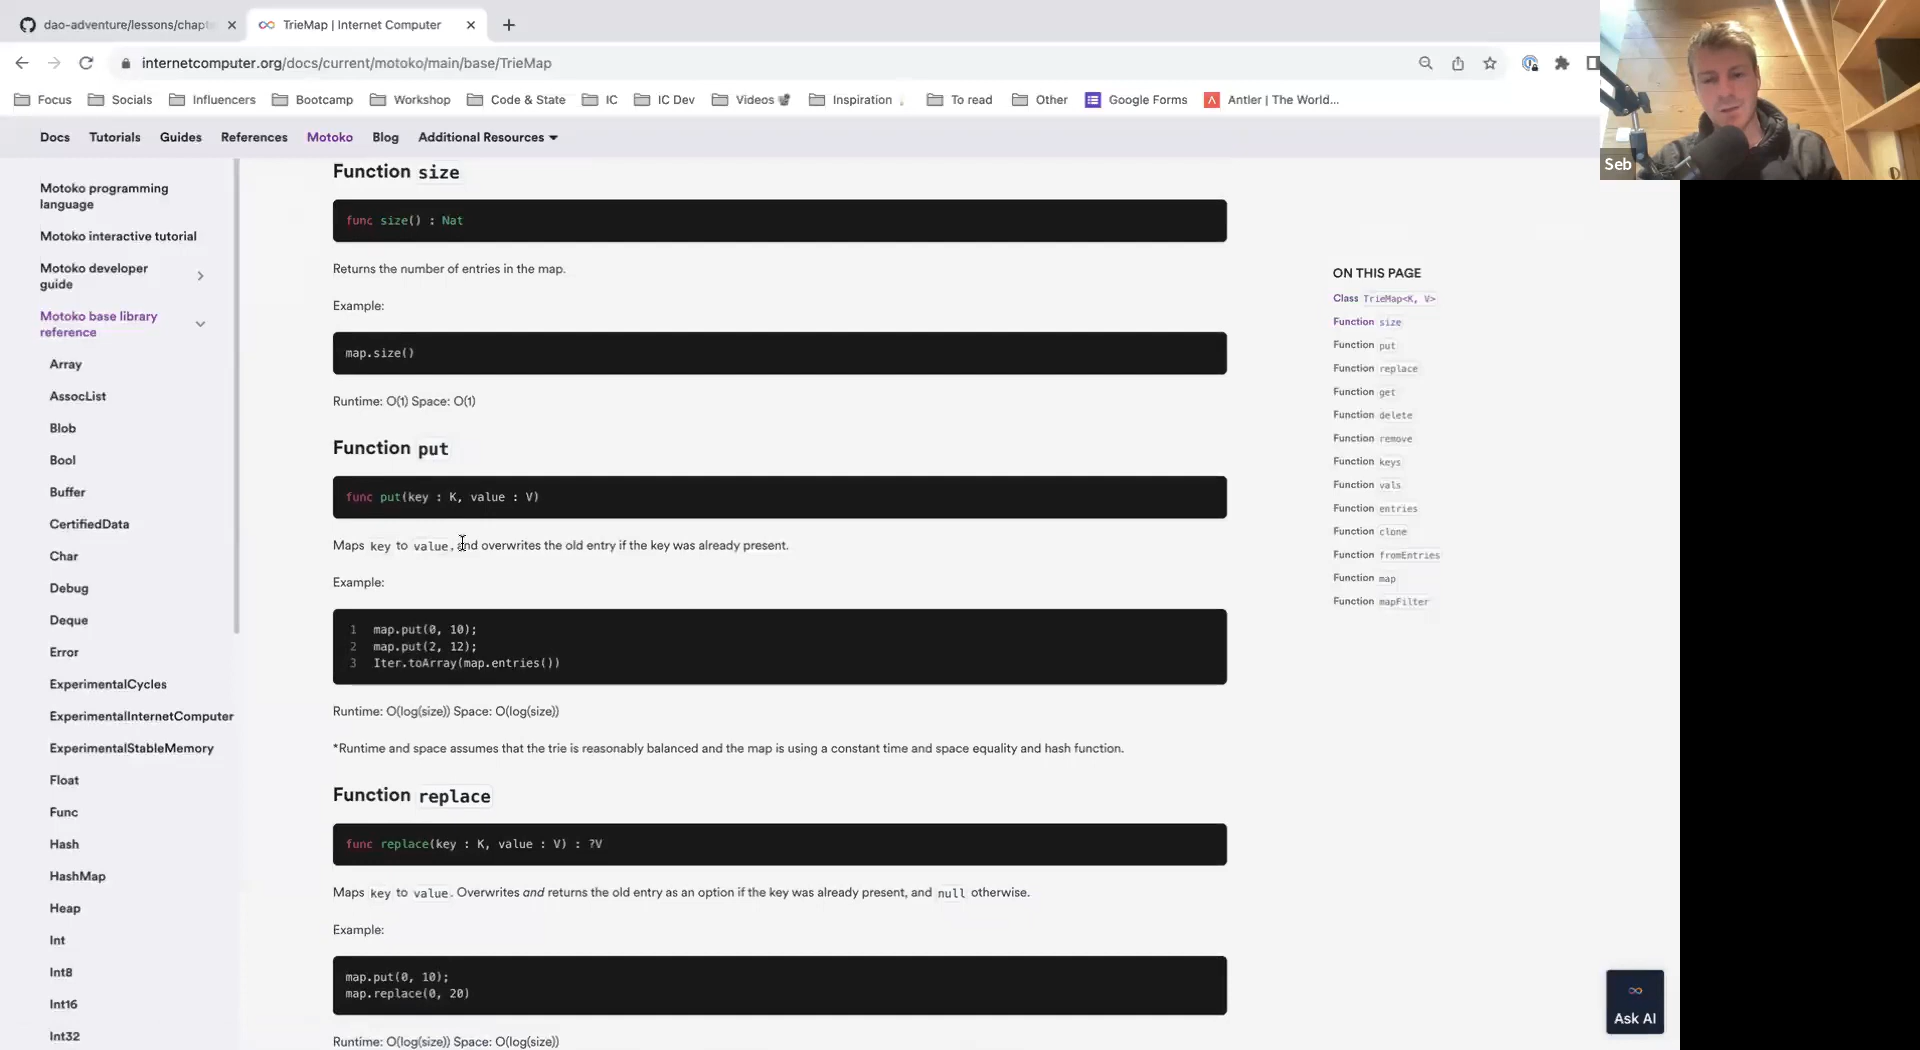 dao-adventure/lessons/chapt
TrieMap | Internet Computer
internetcomputer.org/docs/current/motoko/main/base/TrieMap
Focus
Socials
Influencers
Bootcamp
Workshop
Code & State
IC
IC Dev
Videos
Inspiration
To read
Other
Google Forms
Antler | The World...
Docs
Tutorials
Guides
References
Motoko
Blog
Additional Resources
Seb
Motoko programming
language
Motoko interactive tutorial
Motoko developer
guide
Motoko base library
reference
Array
AssocList
Blob
Bool
Buffer
CertifiedData
Char
Debug
Deque
Error
ExperimentalCycles
ExperimentalInternetComputer
ExperimentalStableMemory
Float
Func
Hash
HashMap
Heap
Int
Int8
Int16
Int32
Function size
func size() : Nat
Returns the number of entries in the map.
Example:
map.size()
Runtime: O(1) Space: O(1)
Function put
func put(key : K, value : V)
Maps key to value, and overwrites the old entry if the key was already present.
Example:
1 map.put(0, 10);
2 map.put(2, 12);
3 Iter.toArray(map.entries())
Runtime: O(log(size)) Space: O(log(size))
*Runtime and space assumes that the trie is reasonably balanced and the map is using a constant time and space equality and hash function.
Function replace
func replace(key : K, value : V) : ?V
Maps key to value. Overwrites and returns the old entry as an option if the key was already present, and null otherwise.
Example:
map.put(0, 10);
map.replace(0, 20)
Runtime: O(log(size)) Space: O(log(size))
ON THIS PAGE
Class TrieMap<K, V>
Function size
Function put
Function replace
Function get
Function delete
Function remove
Function keys
Function vals
Function entries
Function clone
Function fromEntries
Function map
Function mapFilter
Ask AI